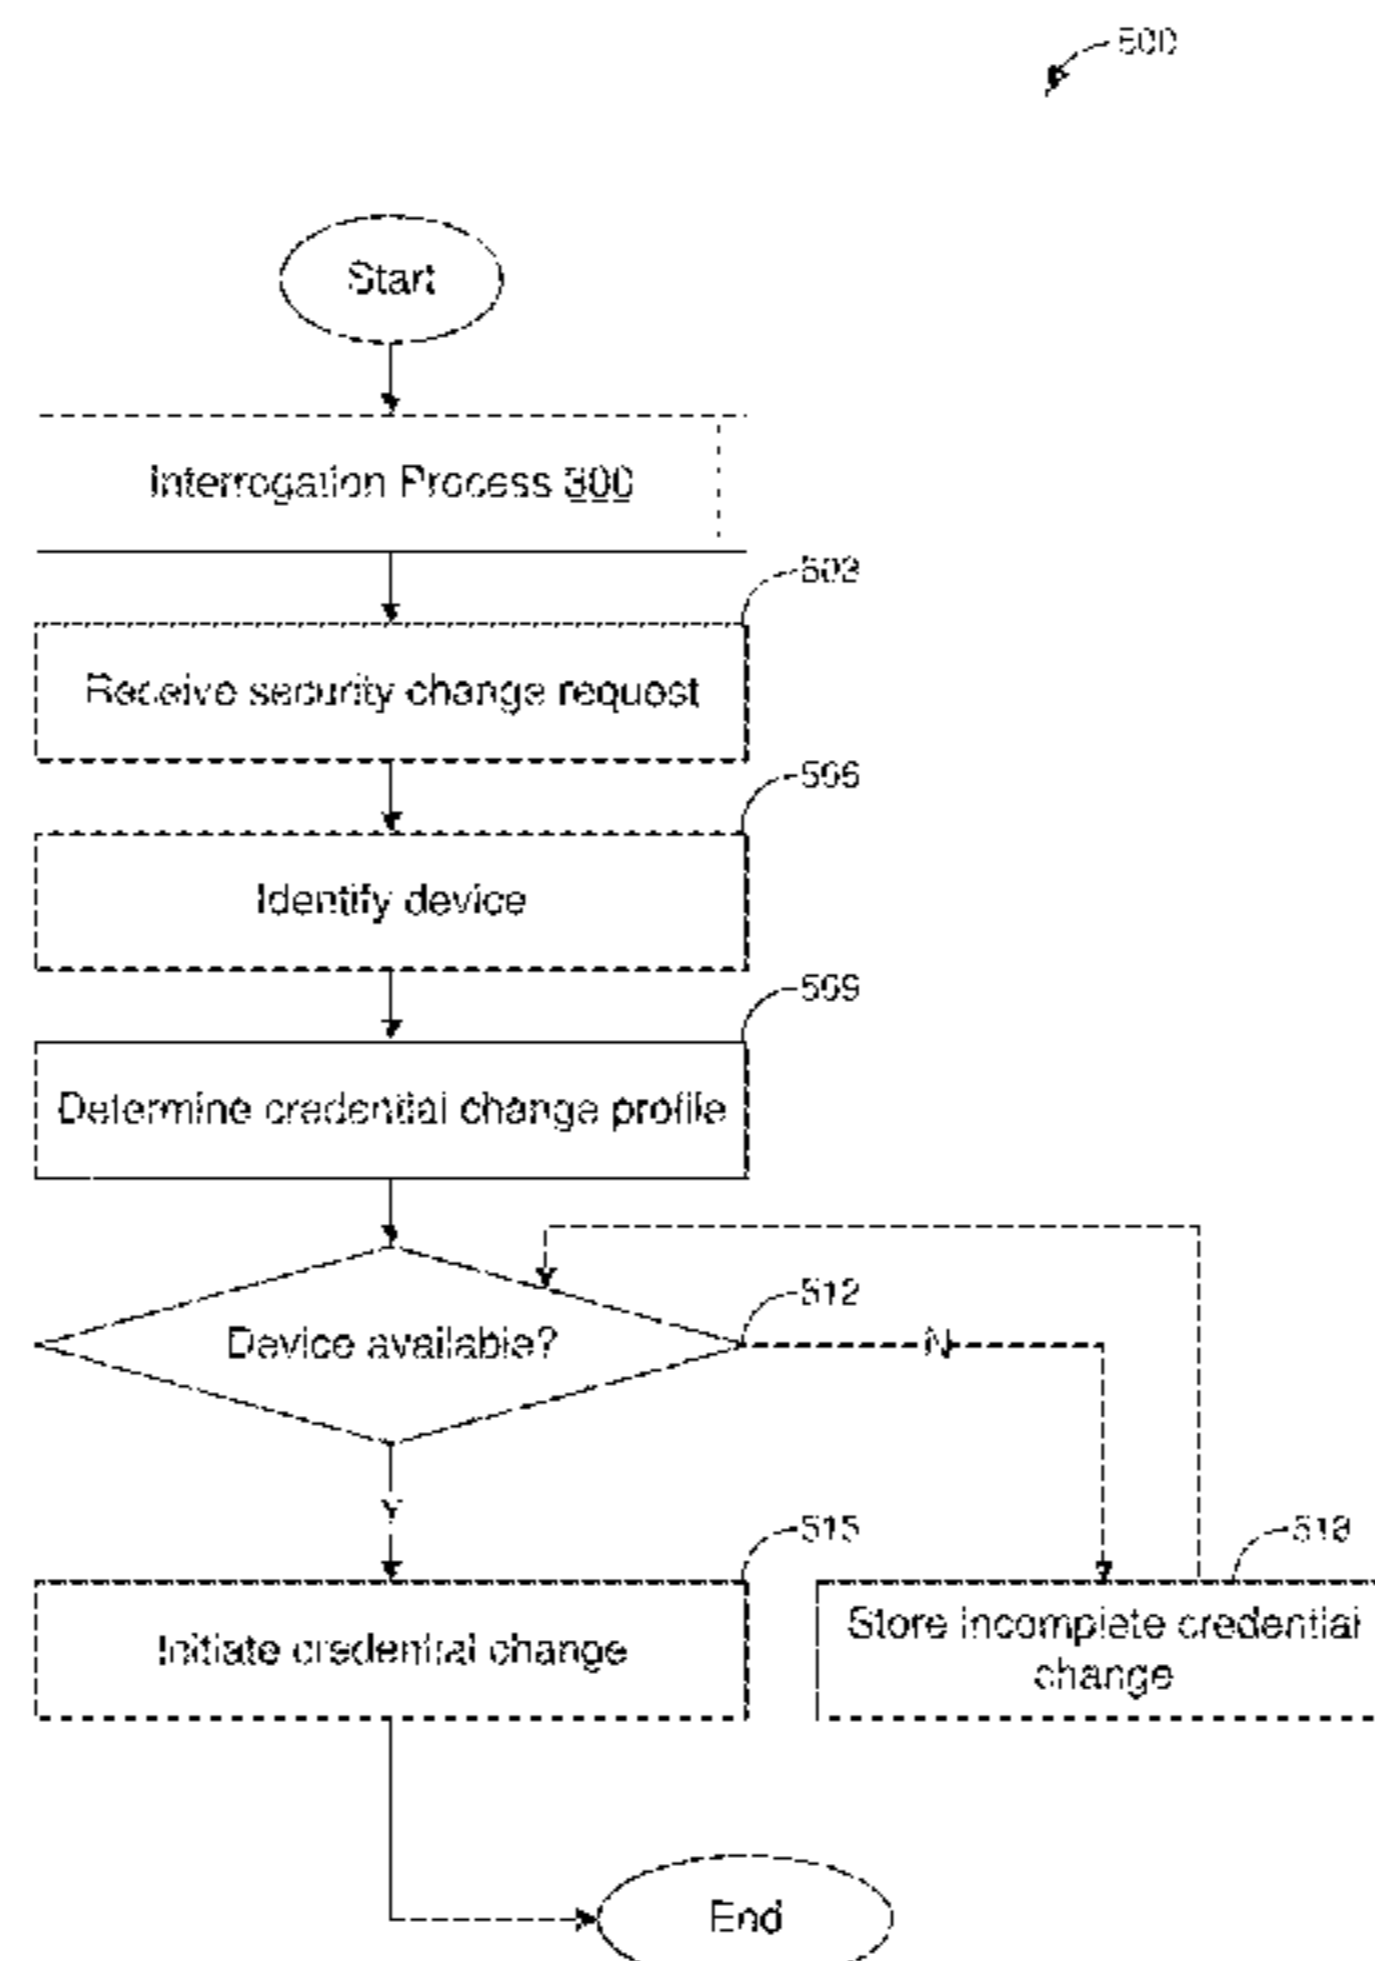 500
Start
Interrogation Process 300
503
Receive security change request
506
Identify device
509
Determine credential change profile
512
Device available?
N
Y
515
518
Initiate credential change
Store incomplete credential
change
End